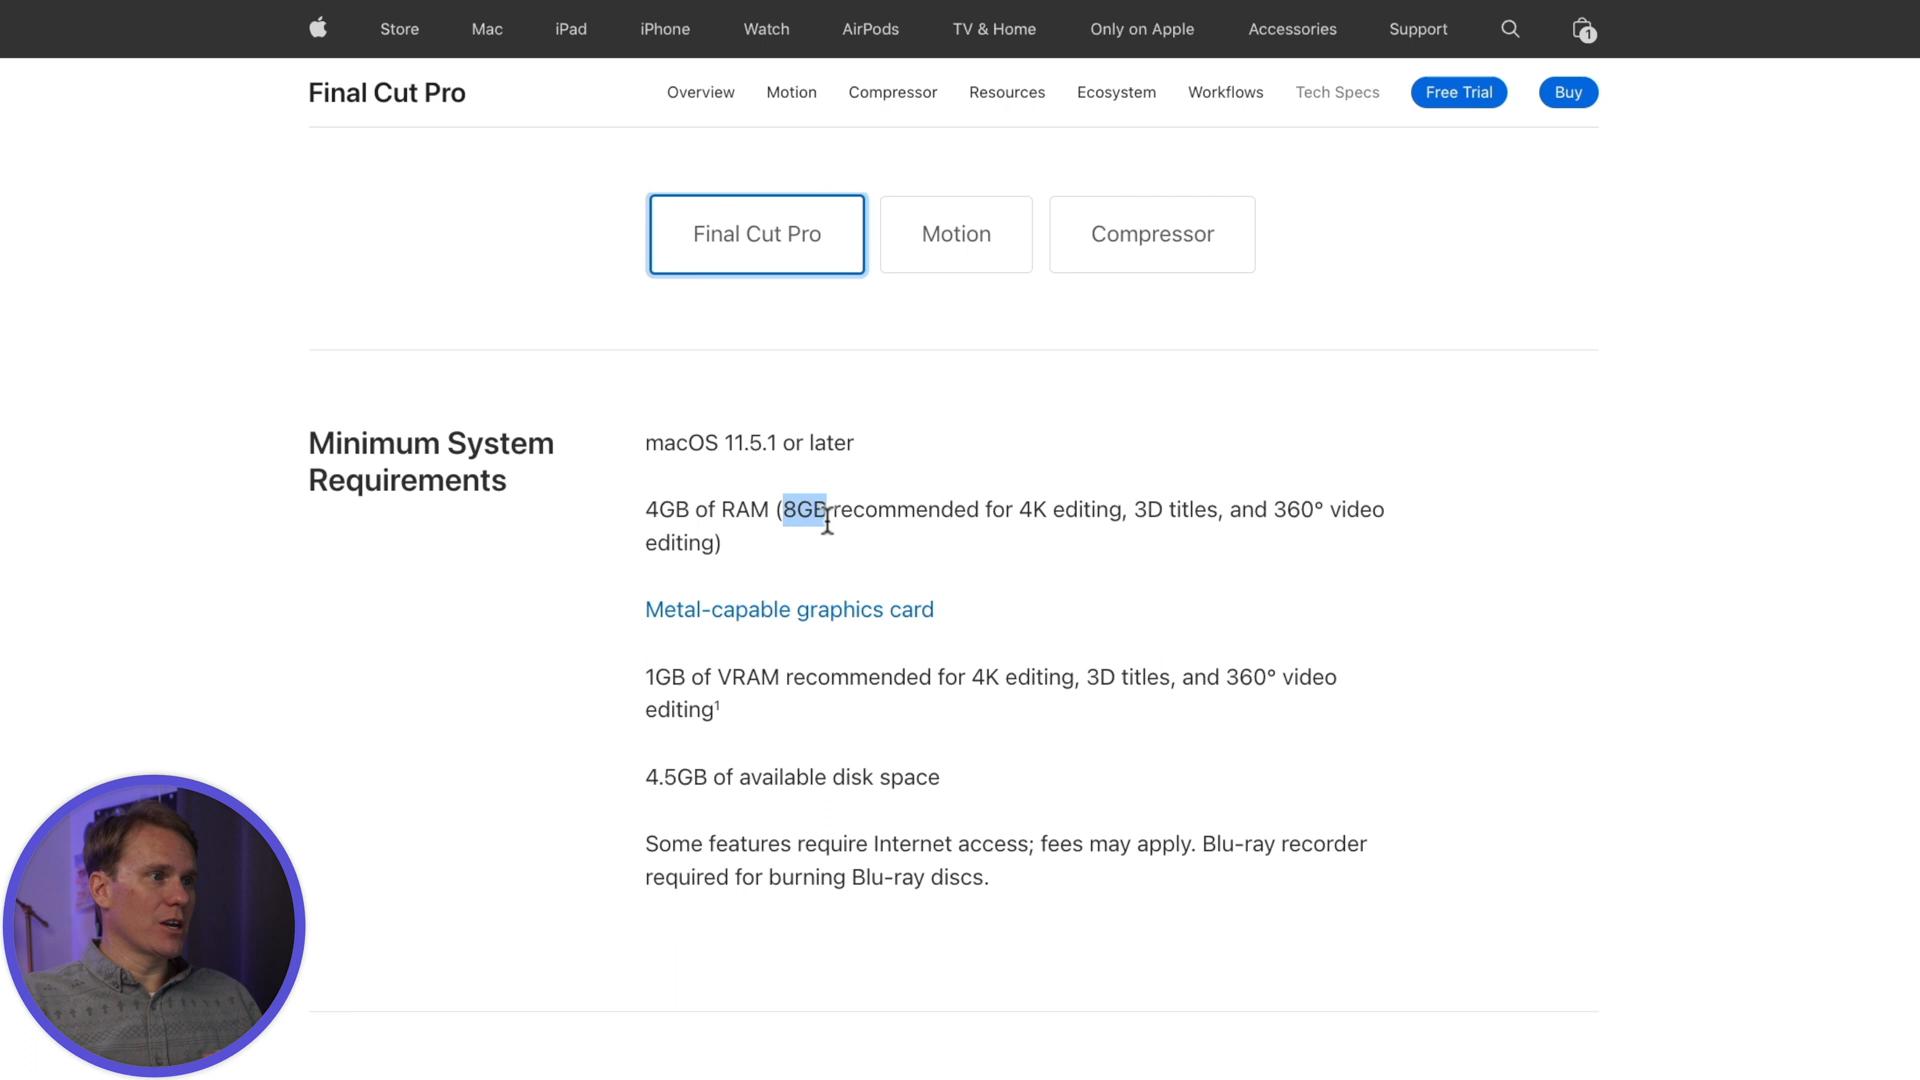 Store Mac iPad iPhone Watch AirPods TV & Home Only on Apple Accessories Support 1
Final Cut Pro Overview Motion Compressor Resources Ecosystem Workflows Tech Specs Free Trial Buy
Final Cut Pro Motion Compressor
Minimum System
Requirements
macOS 11.5.1 or later
4GB of RAM (8GB recommended for 4K editing, 3D titles, and 360° video
editing)
Metal-capable graphics card
1GB of VRAM recommended for 4K editing, 3D titles, and 360° video
editing¹
4.5GB of available disk space
Some features require Internet access; fees may apply. Blu-ray recorder
required for burning Blu-ray discs.